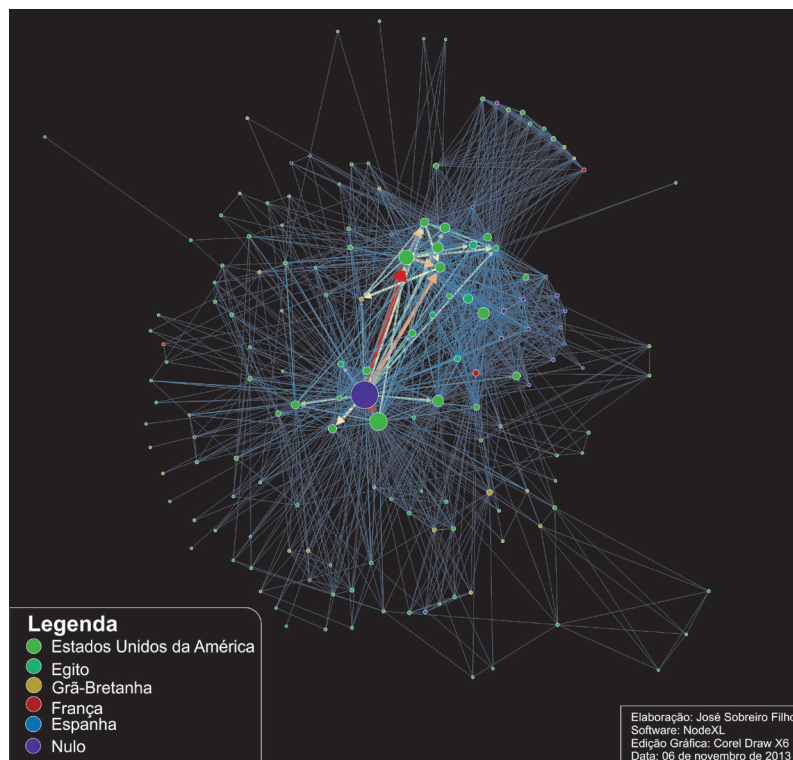 Legenda
Estados Unidos da América
Egito
Grã-Bretanha
França
Espanha
Nulo
Elaboração: José Sobreiro Filho
Software: NodeXL
Edição Gráfica: Corel Draw X6
Data: 06 de novembro de 2013